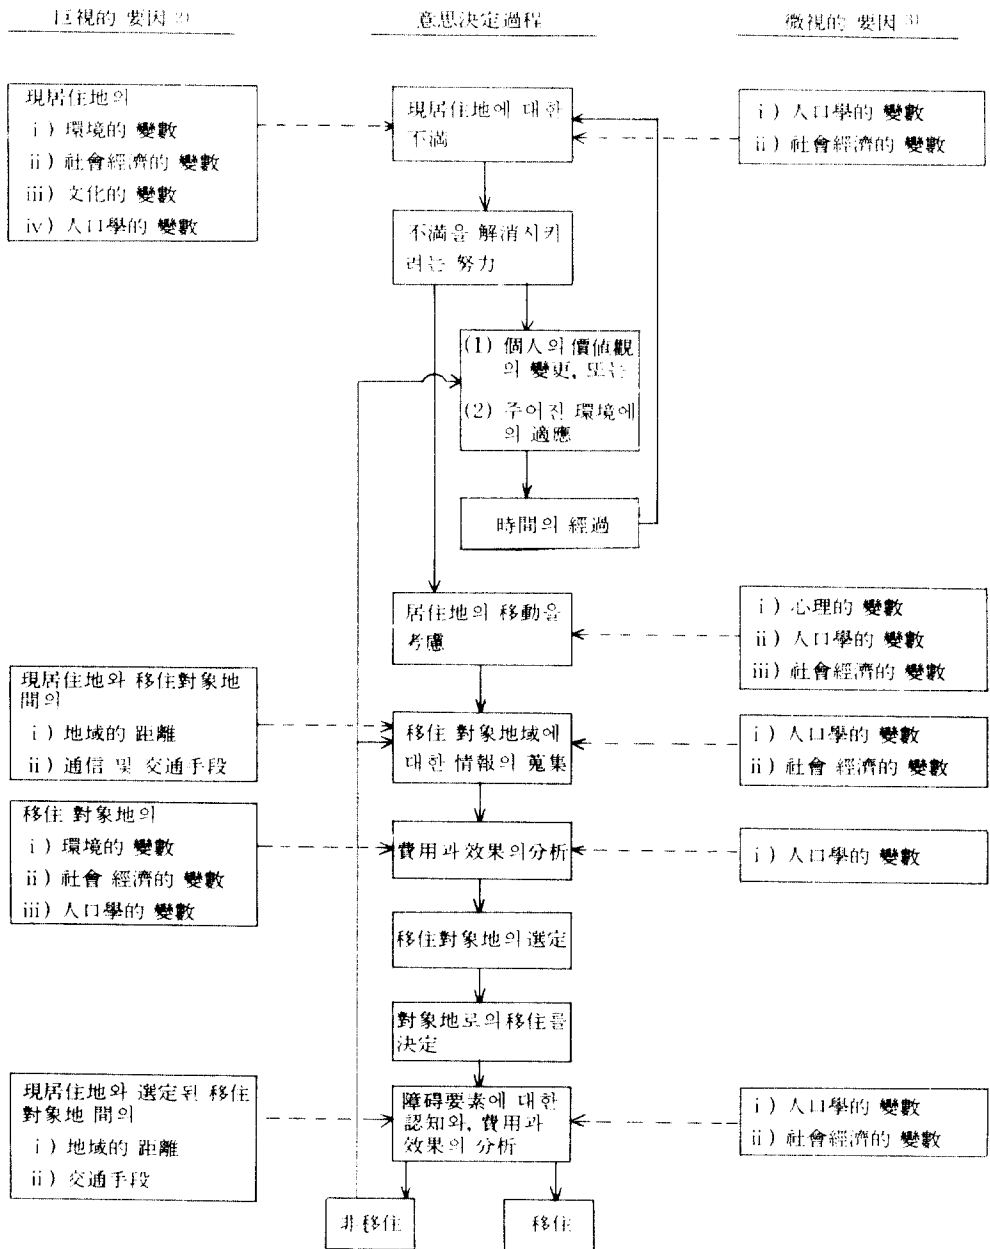 巨視的 要因 2)
意思決定過程
微視的 要因 3)
現居住地의
i) 環境的 變數
ii) 社會經濟的 變數
iii) 文化的 變數
iv) 人口學的 變數
現居住地에 대한
不滿
i) 人口學的 變數
ii) 社會經濟的 變數
不滿을 解消시키
려는 努力
(1) 個人의 價値觀
의 變更, 또는
(2) 주어진 環境에
의 適應
時間의 經過
居住地의 移動을
考慮
i) 心理的 變數
ii) 人口學的 變數
iii) 社會經濟的 變數
現居住地와 移住對象地
間의
i) 地域的 距離
ii) 通信 및 交通手段
移住 對象地域에
대한 情報의 蒐集
i) 人口學的 變數
ii) 社會 經濟的 變數
移住 對象地의
i) 環境的 變數
ii) 社會 經濟的 變數
iii) 人口學的 變數
費用과 效果의分析
i) 人口學的 變數
移住對象地의 選定
對象地로의 移住를
決定
現居住地와 選定된 移住
對象地 間의
i) 地域的 距離
ii) 交通手段
障碍要素에 대한
認知와, 費用과
效果의 分析
i) 人口學的 變數
ii) 社會經濟的 變數
非移住
移住